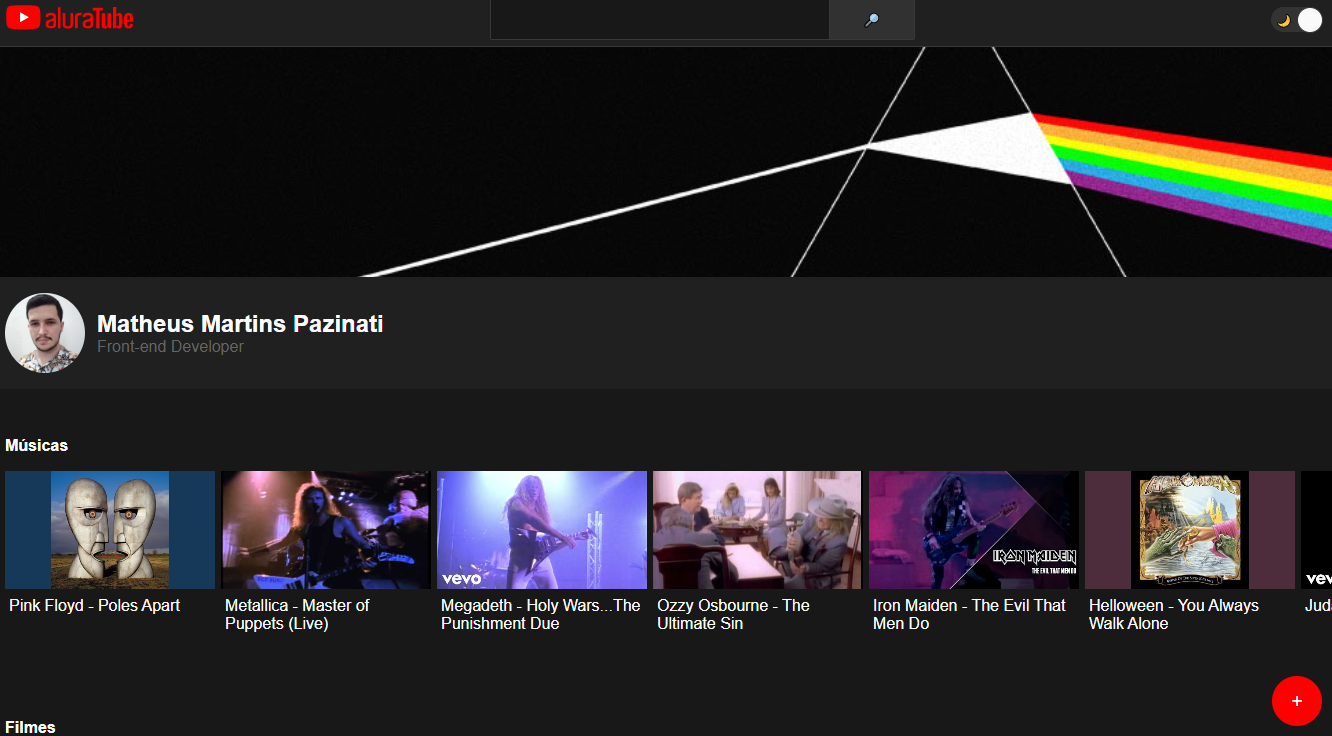 aluraTube
Matheus Martins Pazinati
Front-end Developer
Músicas
vevo
IRON MAIDEN
THE EVIL THAT MEN DO
HELLOWEEN
vevo
Pink Floyd - Poles Apart
Metallica - Master of
Puppets (Live)
Megadeth - Holy Wars...The
Punishment Due
Ozzy Osbourne - The
Ultimate Sin
Iron Maiden - The Evil That
Men Do
Helloween - You Always
Walk Alone
+
Filmes